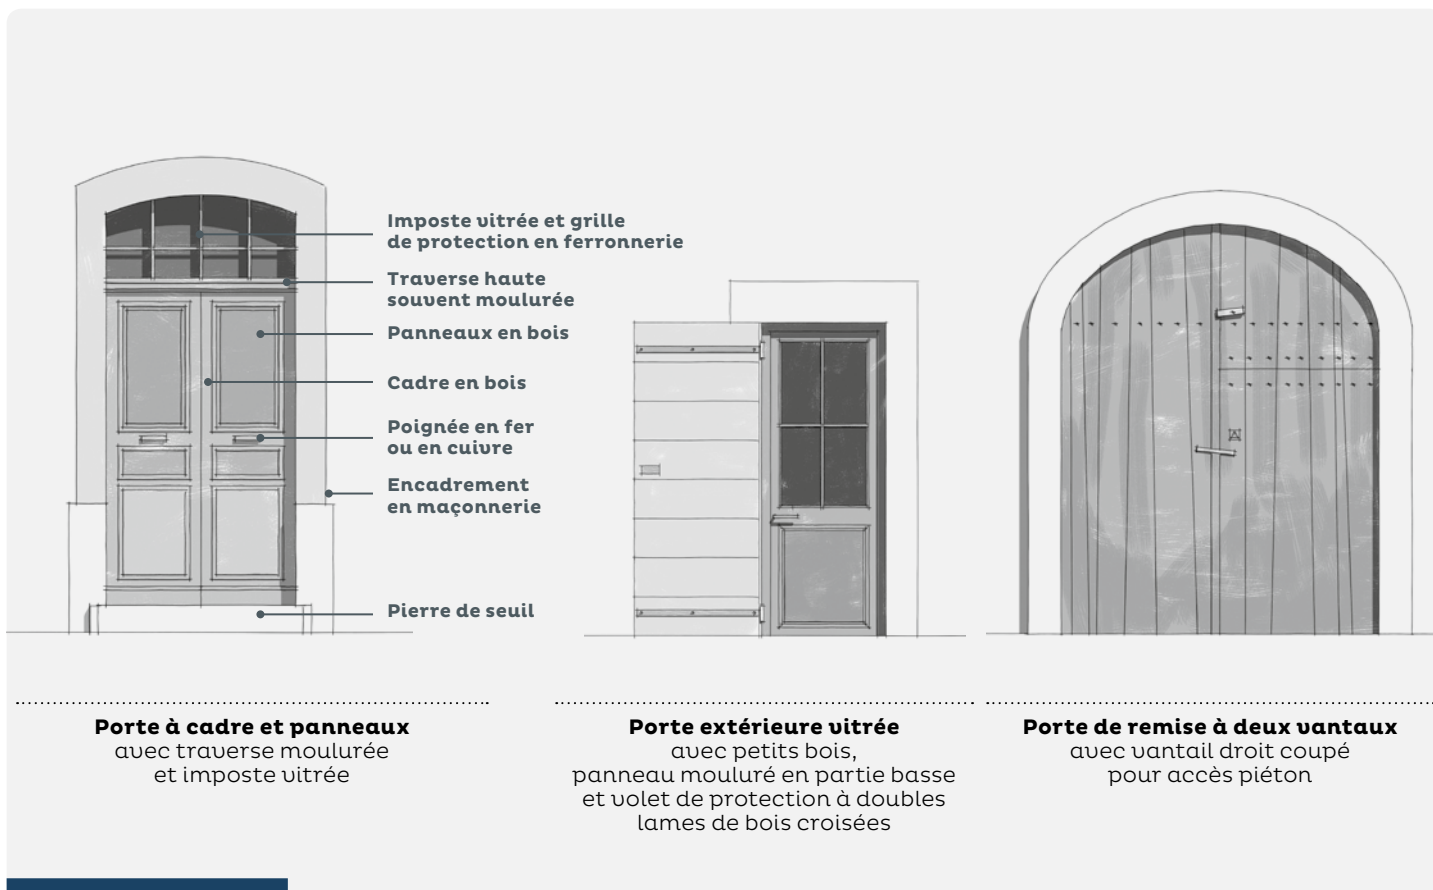 Imposte vitrée et grille
de protection en ferronnerie
Traverse haute
souvent moulurée
Panneaux en bois
Cadre en bois
Poignée en fer
ou en cuivre
Encadrement
en maçonnerie
Pierre de seuil
Porte à cadre et panneaux
avec traverse moulurée
et imposte vitrée
Porte extérieure vitrée
avec petits bois,
panneau mouluré en partie basse
et volet de protection à doubles
lames de bois croisées
Porte de remise à deux vantaux
avec vantail droit coupé
pour accès piéton